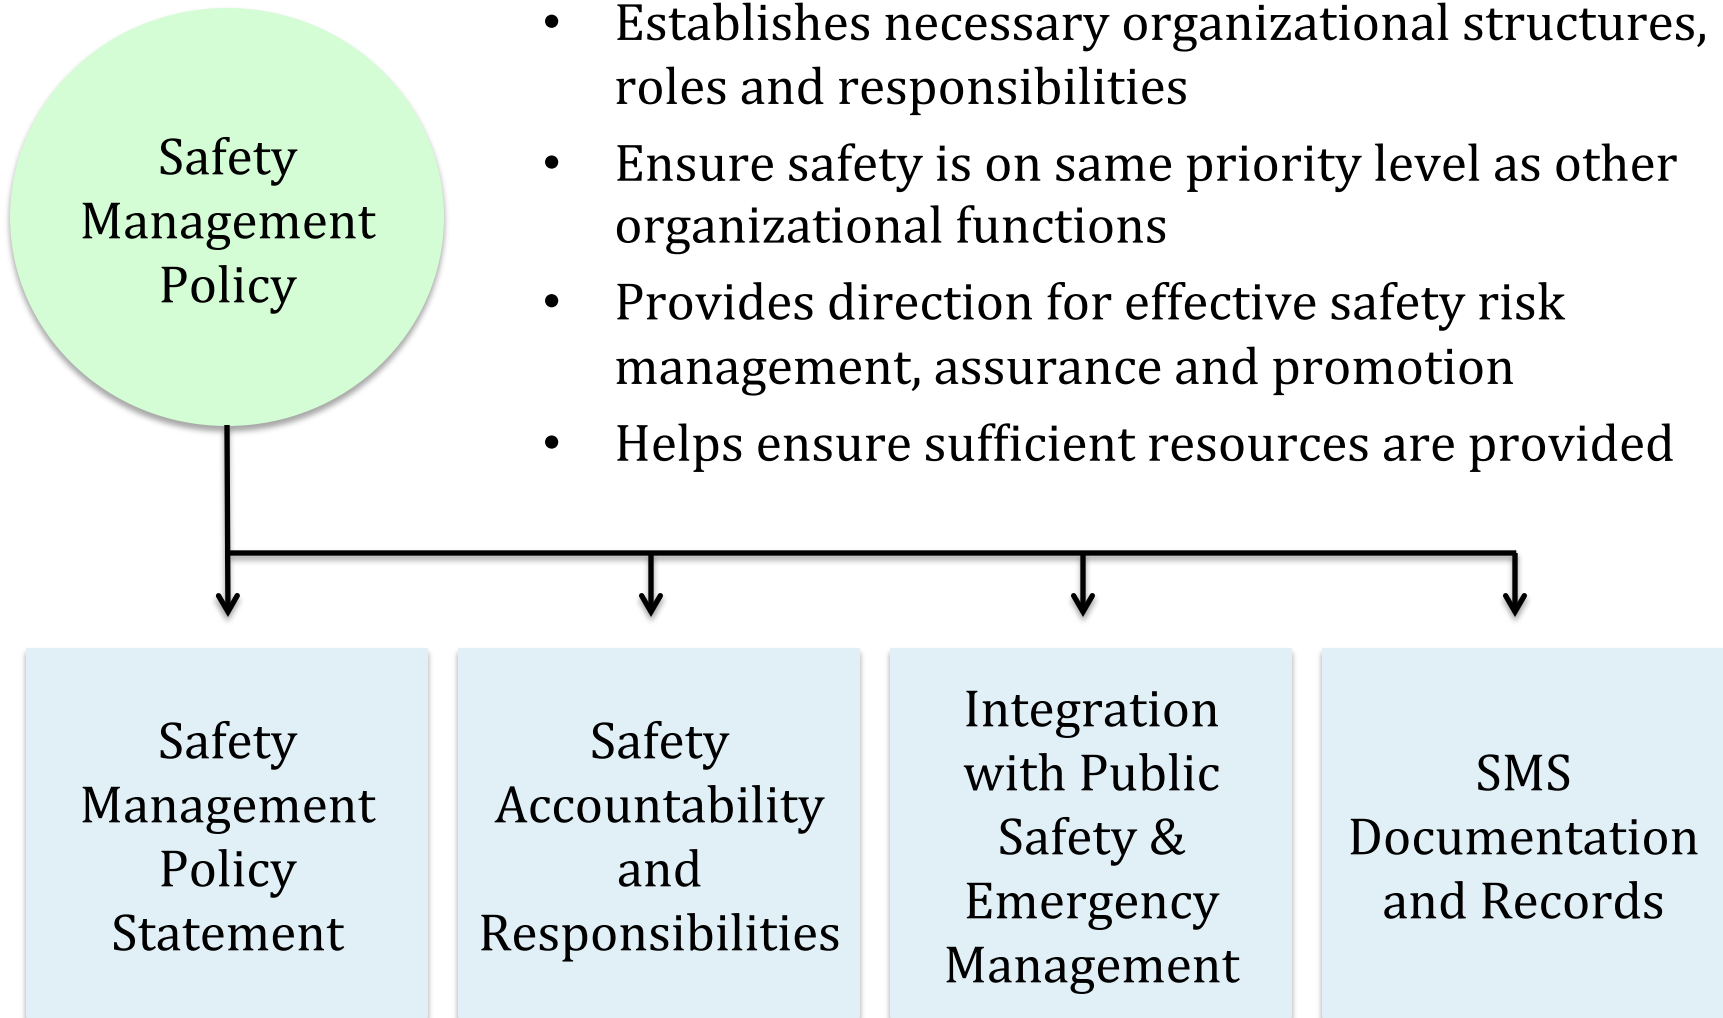 Safety
Management
Policy
• Establishes necessary organizational structures,
roles and responsibilities
• Ensure safety is on same priority level as other
organizational functions
• Provides direction for effective safety risk
management, assurance and promotion
• Helps ensure sufficient resources are provided
Safety
Management
Policy
Statement
Safety
Accountability
and
Responsibilities
Integration
with Public
Safety &
Emergency
Management
SMS
Documentation
and Records